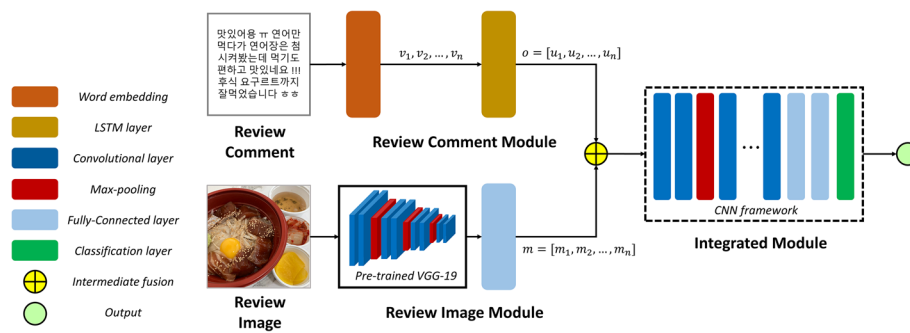 맛있어용 ㅠ 연어만
먹다가 연어장은 첨
시켜봤는데 먹기도
편하고 맛있네요 !!!
후식 요구르트까지
잘먹었습니다 ㅎㅎ
v₁, v₂, …, vₙ
o = [u₁, u₂, …, uₙ]
Word embedding
LSTM layer
Convolutional layer
Max-pooling
Fully-Connected layer
Classification layer
Intermediate fusion
Output
Review
Comment
Review Comment Module
...
CNN framework
Integrated Module
Pre-trained VGG-19
m = [m₁, m₂, …, mₙ]
Review
Image
Review Image Module